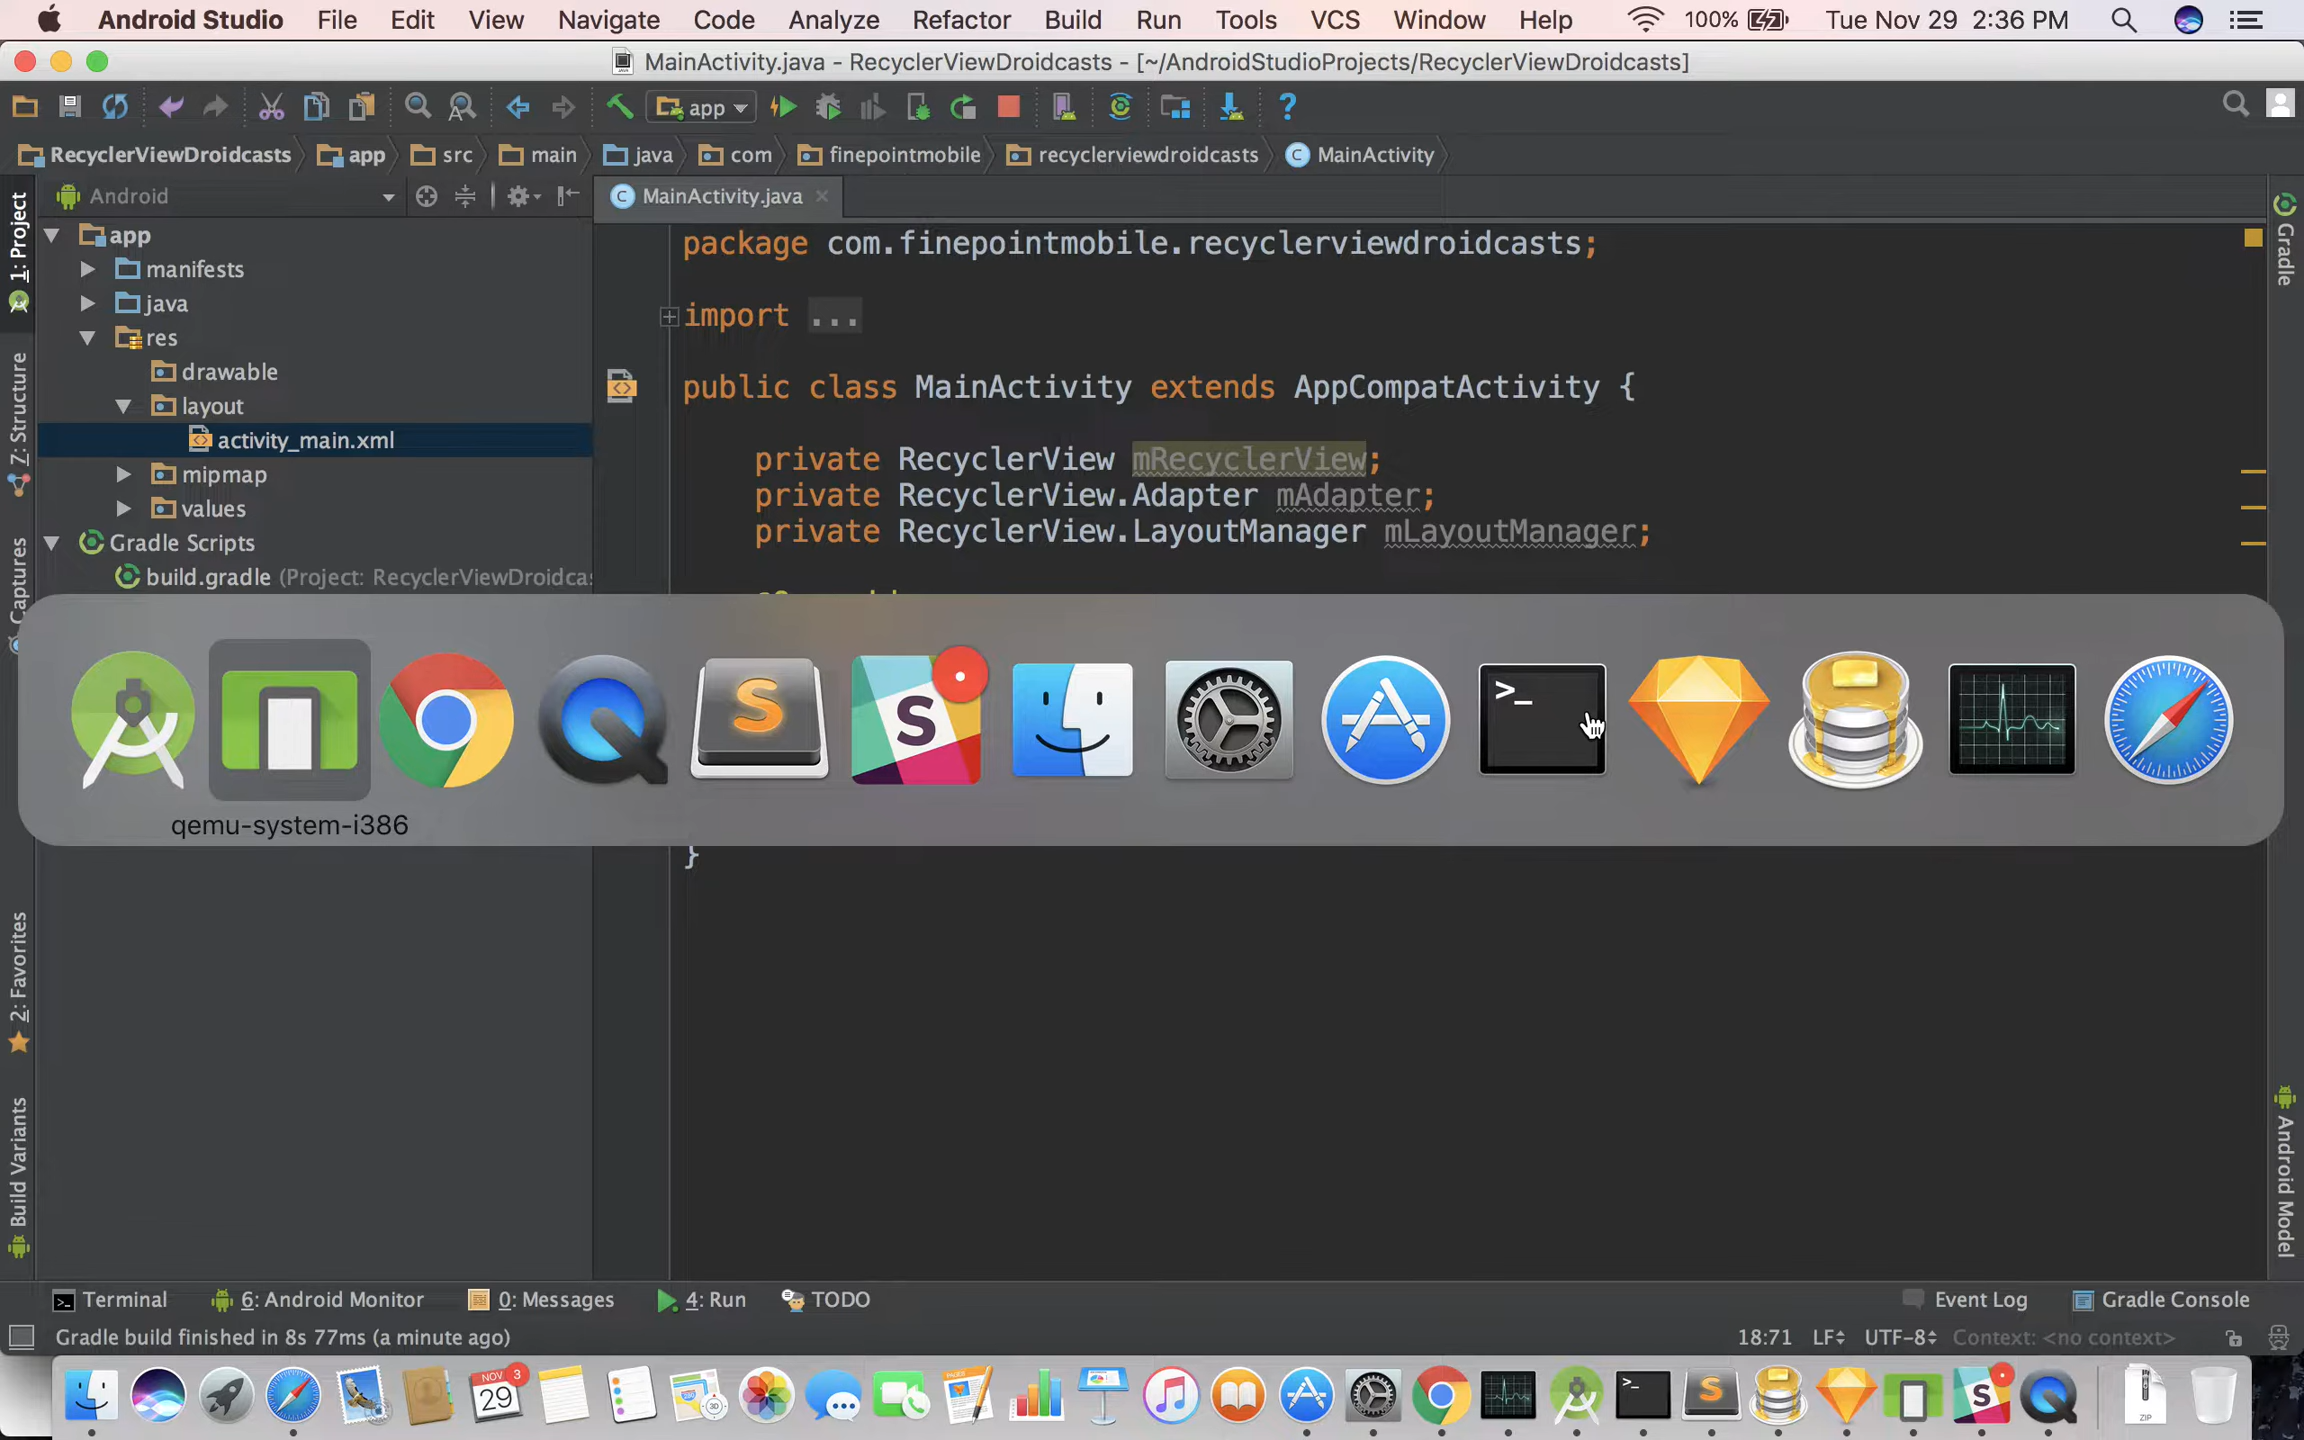 Android Studio File Edit View Navigate Code Analyze Refactor Build Run Tools VCS Window Help 100% Tue Nov 29 2:36 PM
MainActivity.java - RecyclerViewDroidcasts - [~/AndroidStudioProjects/RecyclerViewDroidcasts]
app
RecyclerViewDroidcasts app src main java com finepointmobile recyclerviewdroidcasts MainActivity
Android
MainActivity.java
1: Project
7: Structure
Captures
2: Favorites
Build Variants
app
manifests
java
res
drawable
layout
activity_main.xml
mipmap
values
Gradle Scripts
build.gradle (Project: RecyclerViewDroidcas
package com.finepointmobile.recyclerviewdroidcasts;
import ...
public class MainActivity extends AppCompatActivity {
private RecyclerView mRecyclerView;
private RecyclerView.Adapter mAdapter;
private RecyclerView.LayoutManager mLayoutManager;
}
Gradle
Android Model
qemu-system-i386
Terminal 6: Android Monitor 0: Messages 4: Run TODO Event Log Gradle Console
Gradle build finished in 8s 77ms (a minute ago) 18:71 LF UTF-8 Context: <no context>
NOV
29
3
3D
ZIP